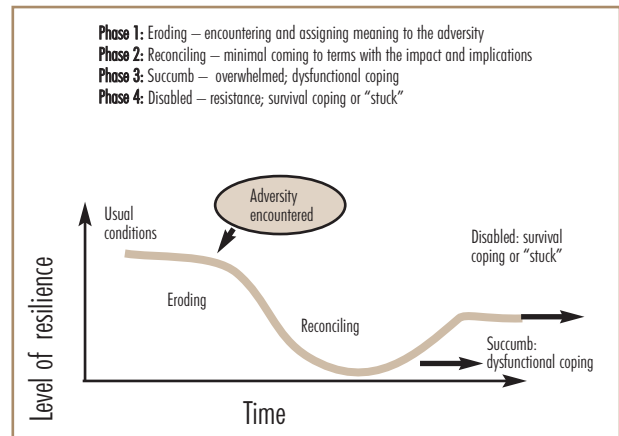 Phase 1: Eroding – encountering and assigning meaning to the adversity
Phase 2: Reconciling – minimal coming to terms with the impact and implications
Phase 3: Succumb – overwhelmed; dysfunctional coping
Phase 4: Disabled – resistance; survival coping or “stuck”
Adversity
encountered
Usual
conditions
Disabled: survival
coping or “stuck”
Eroding
Reconciling
Succumb:
dysfunctional coping
Level of resilience
Time